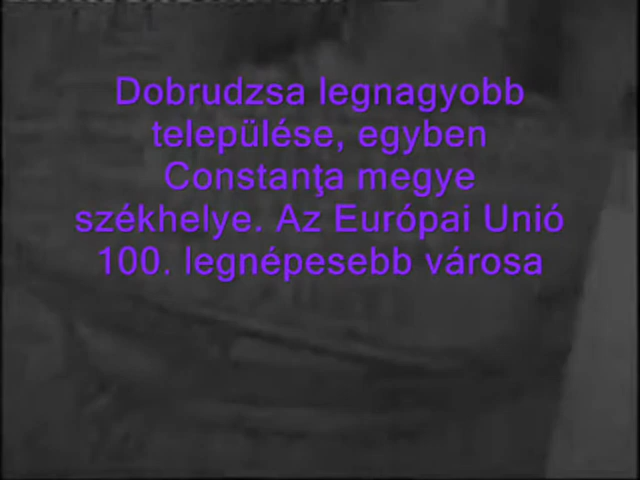 Dobrudzsa legnagyobb
települése, egyben
Constanţa megye
székhelye. Az Európai Unió
100. legnépesebb városa